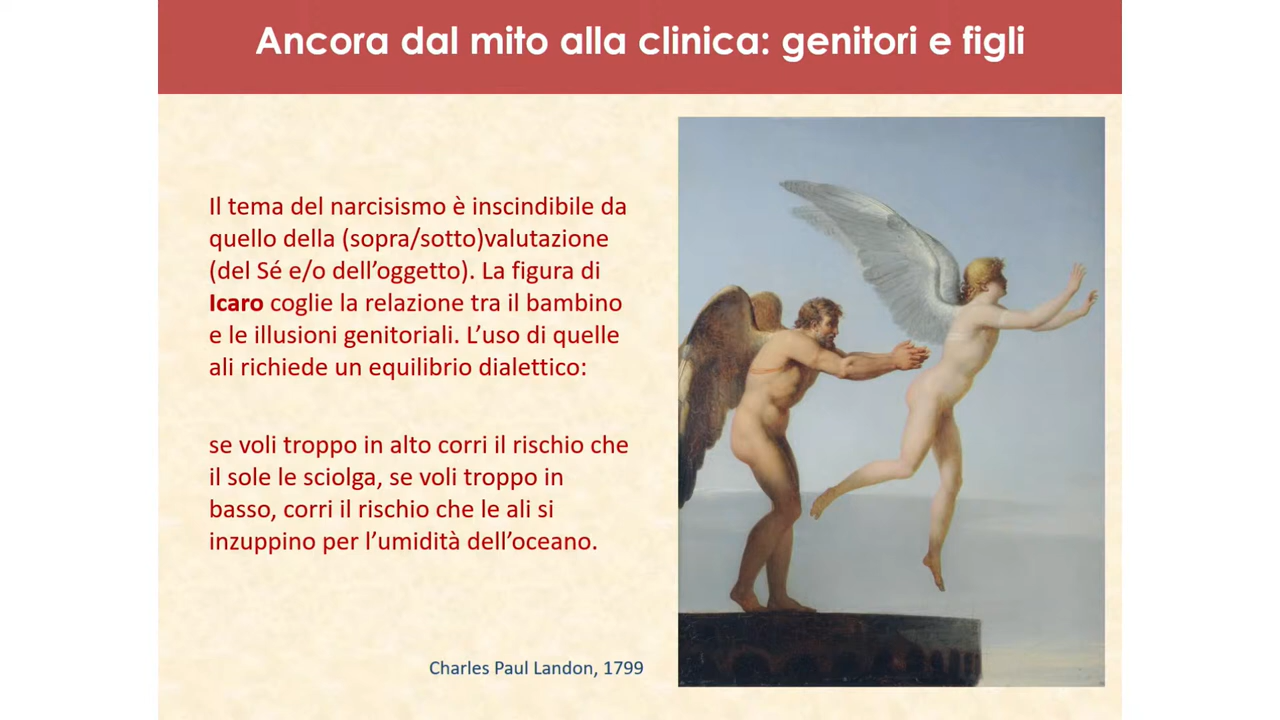 Ancora dal mito alla clinica: genitori e figli
Il tema del narcisismo è inscindibile da
quello della (sopra/sotto)valutazione
(del Sé e/o dell’oggetto). La figura di
Icaro coglie la relazione tra il bambino
e le illusioni genitoriali. L’uso di quelle
ali richiede un equilibrio dialettico:
se voli troppo in alto corri il rischio che
il sole le sciolga, se voli troppo in
basso, corri il rischio che le ali si
inzuppino per l’umidità dell’oceano.
Charles Paul Landon, 1799